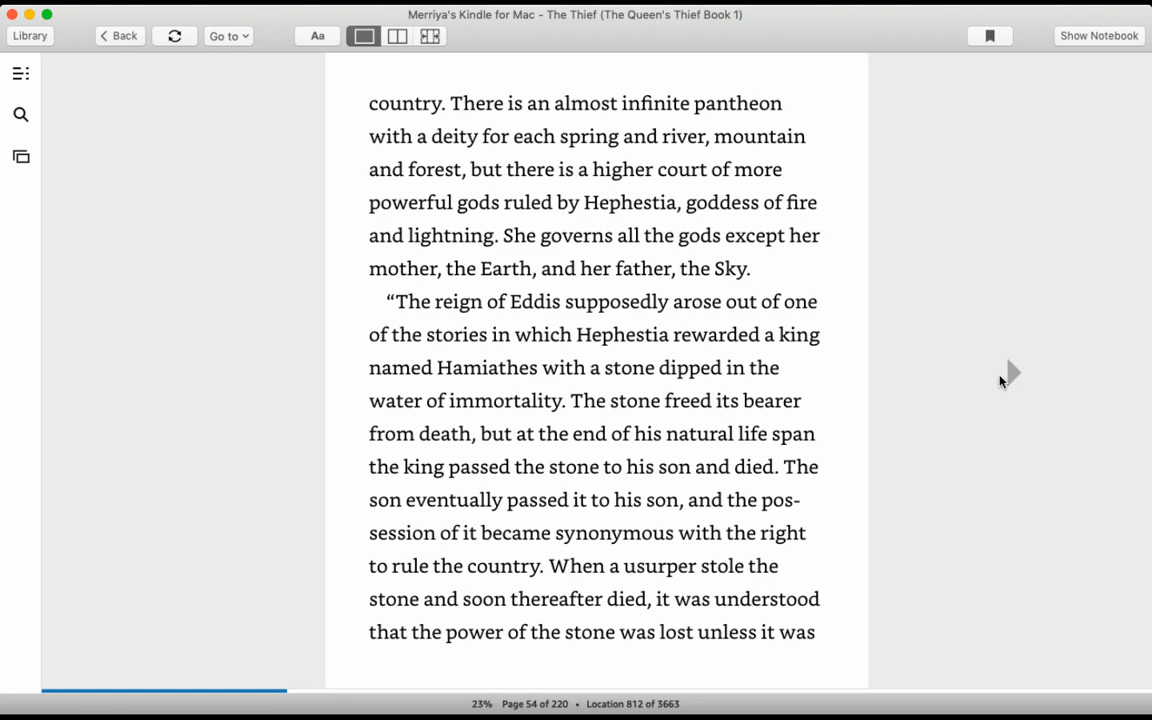 Merriya's Kindle for Mac - The Thief (The Queen's Thief Book 1)
Library
Back
Go to
Aa
Show Notebook
country. There is an almost infinite pantheon
with a deity for each spring and river, mountain
and forest, but there is a higher court of more
powerful gods ruled by Hephestia, goddess of fire
and lightning. She governs all the gods except her
mother, the Earth, and her father, the Sky.
“The reign of Eddis supposedly arose out of one
of the stories in which Hephestia rewarded a king
named Hamiathes with a stone dipped in the
water of immortality. The stone freed its bearer
from death, but at the end of his natural life span
the king passed the stone to his son and died. The
son eventually passed it to his son, and the pos-
session of it became synonymous with the right
to rule the country. When a usurper stole the
stone and soon thereafter died, it was understood
that the power of the stone was lost unless it was
23% Page 54 of 220 • Location 812 of 3663